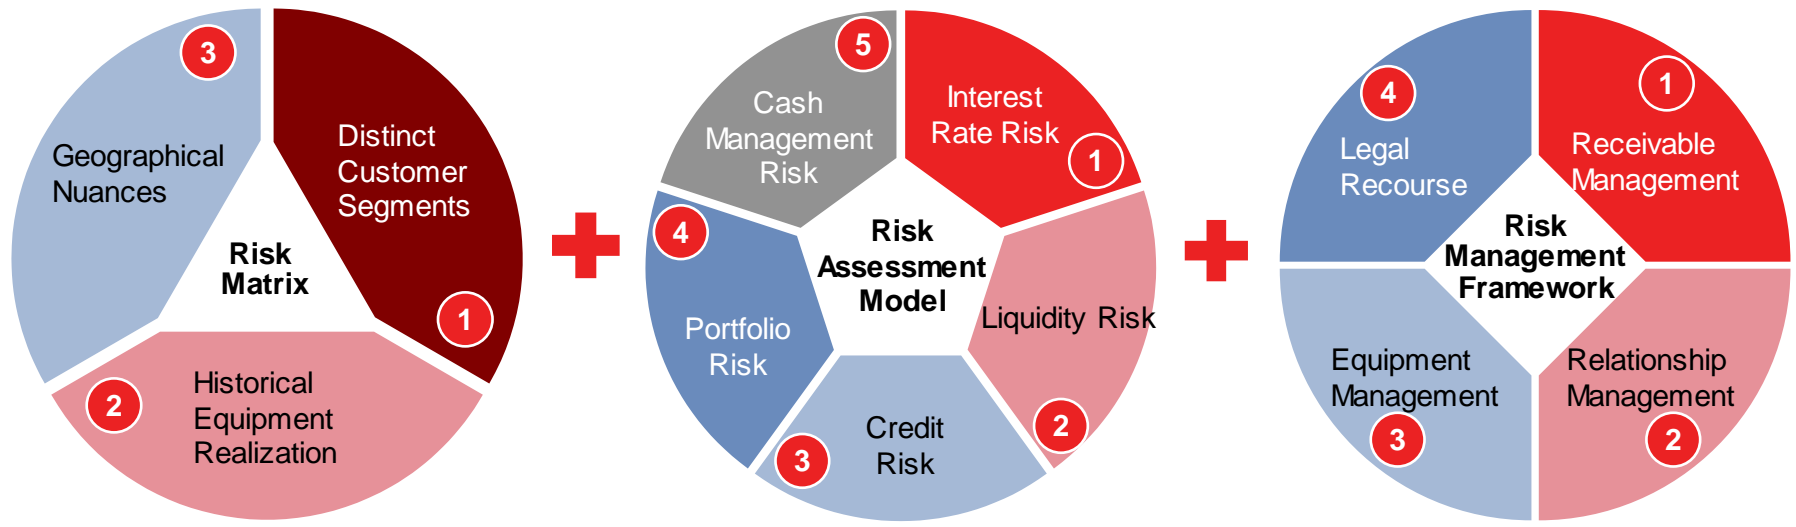 3
Geographical
Nuances
Distinct
Customer
Segments
1
Risk
Matrix
2
Historical
Equipment
Realization
5
Cash
Management
Risk
Interest
Rate Risk
1
4
Portfolio
Risk
Risk
Assessment
Model
Liquidity Risk
2
Credit
Risk
3
4
Legal
Recourse
1
Receivable
Management
Risk
Management
Framework
Equipment
Management
3
Relationship
Management
2